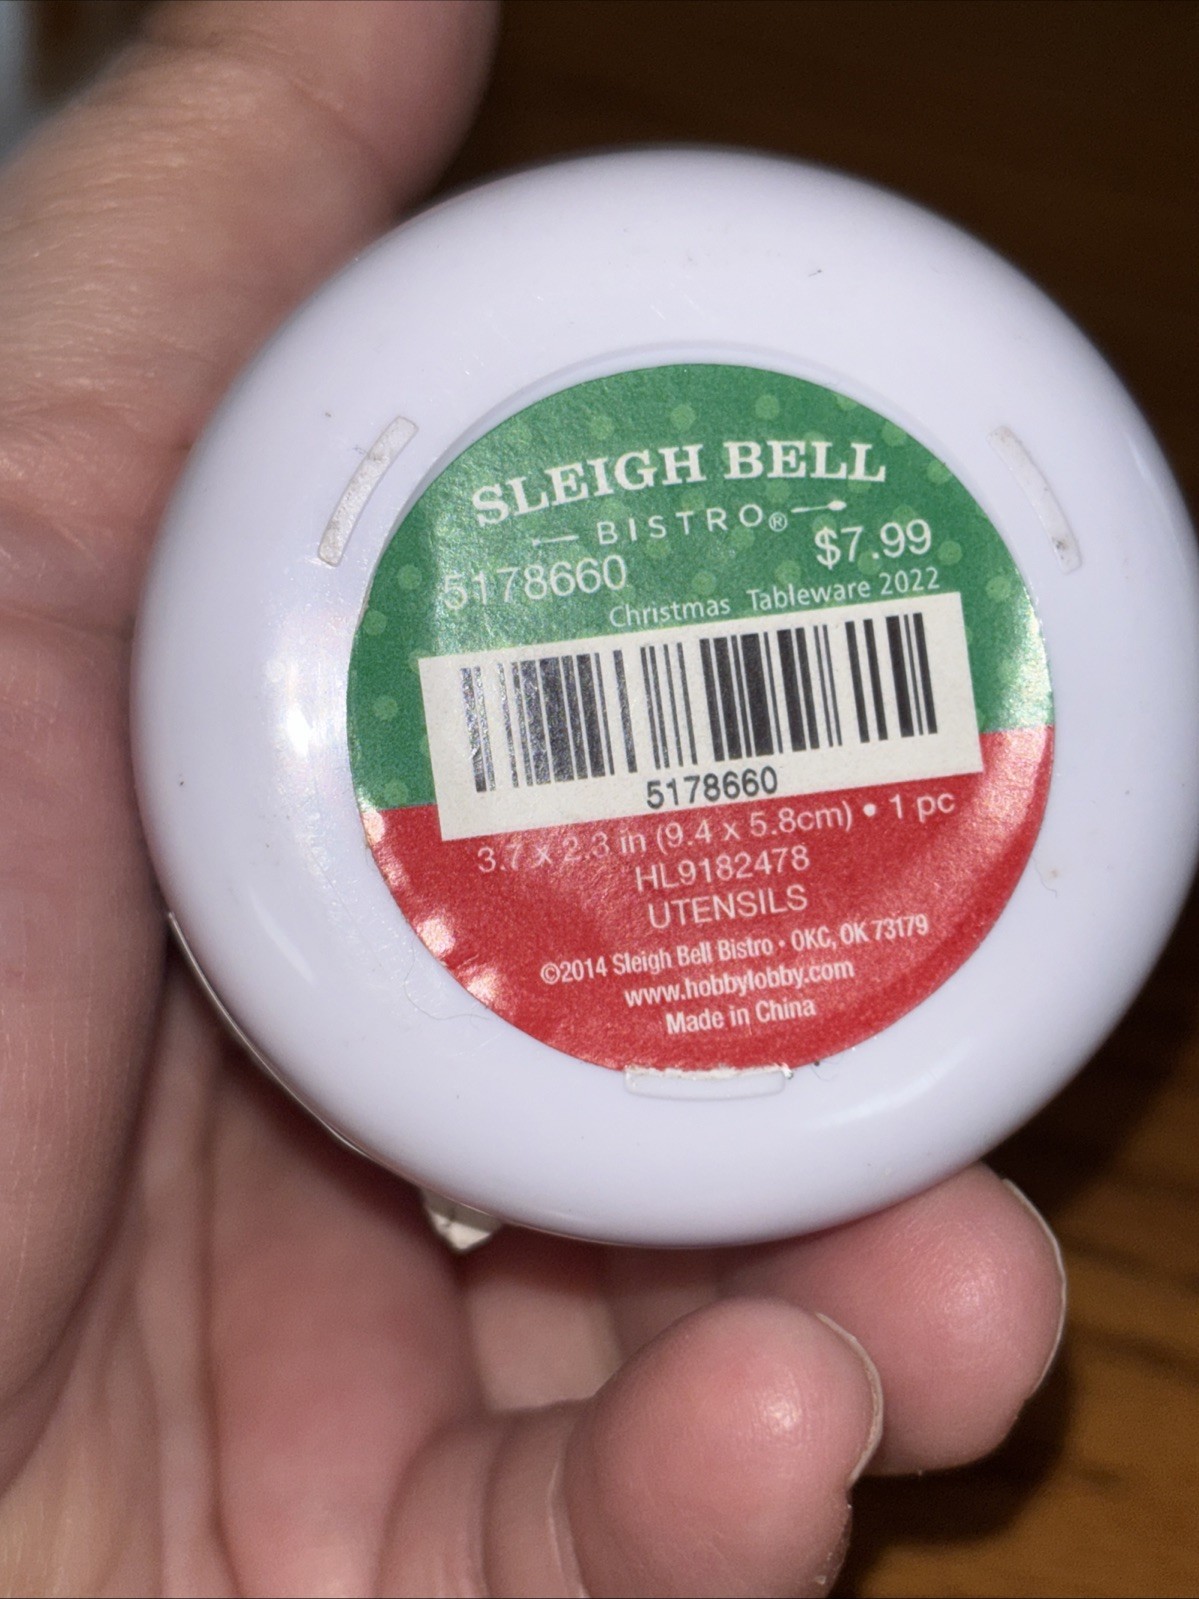 SLEIGH BELL
BISTRO®
$7.99
5178660
Christmas Tableware 2022
5178660
3.7 x 2.3 in (9.4 x 5.8cm) • 1 pc
HL9182478
UTENSILS
©2014 Sleigh Bell Bistro • OKC, OK 73179
www.hobbylobby.com
Made in China